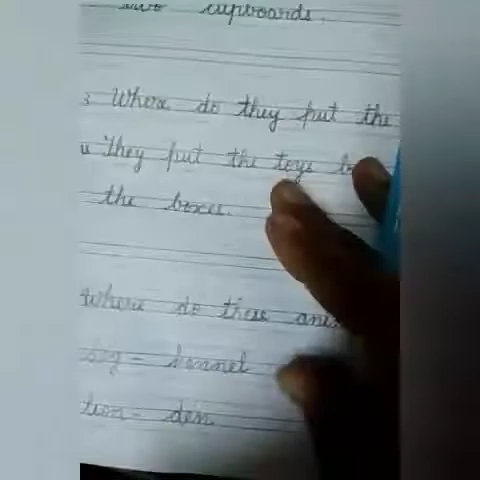 two cupboards.
Where do they put the
They put the toys
the boxes.
Where do these
dog - kennel
lion - den